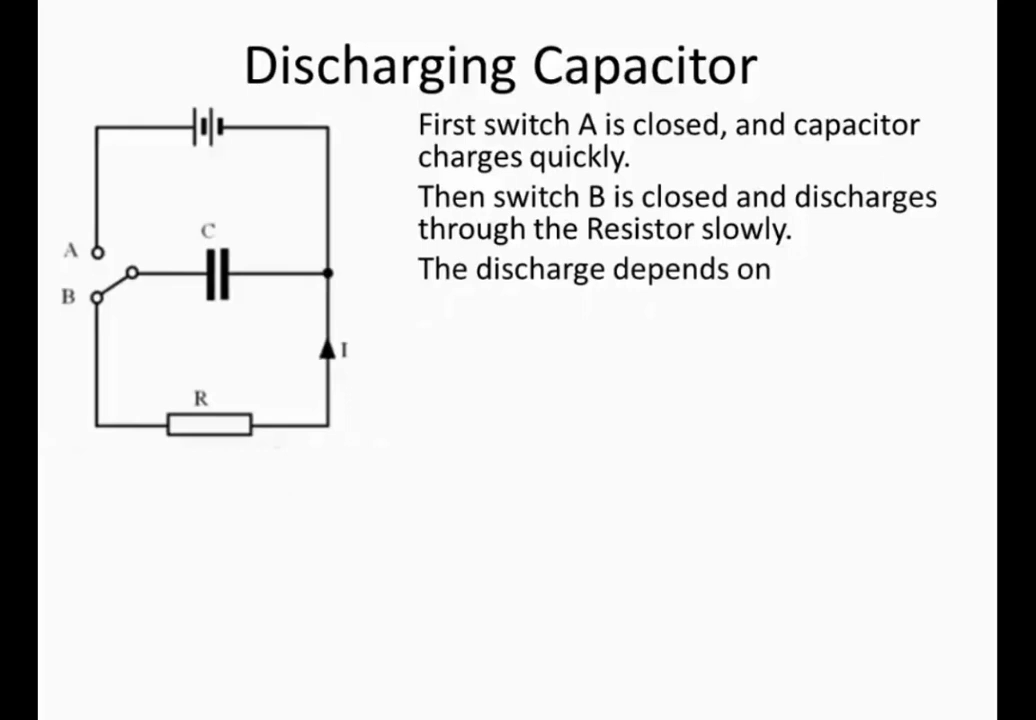 Discharging Capacitor
First switch A is closed, and capacitor
charges quickly.
Then switch B is closed and discharges
through the Resistor slowly.
The discharge depends on
C
A
B
I
R